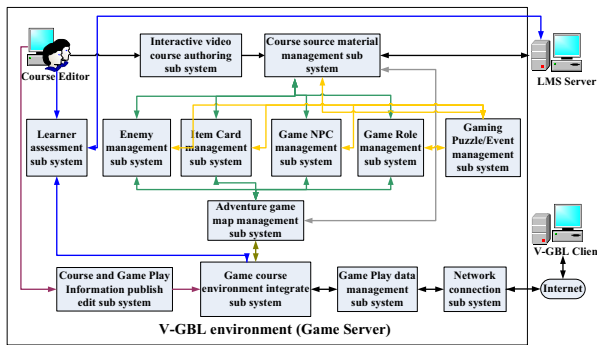 Interactive video
course authoring
sub system
Course source material
management sub
system
Course Editor
LMS Server
Learner
assessment
sub system
Enemy
management
sub system
Item Card
management
sub system
Game NPC
management
sub system
Game Role
management
sub system
Gaming
Puzzle/Event
management
sub system
Adventure game
map management
sub system
V-GBL Client
Course and Game Play
Information publish
edit sub system
Game course
environment integrate
sub system
Game Play data
management
sub system
Network
connection
sub system
Internet
V-GBL environment (Game Server)